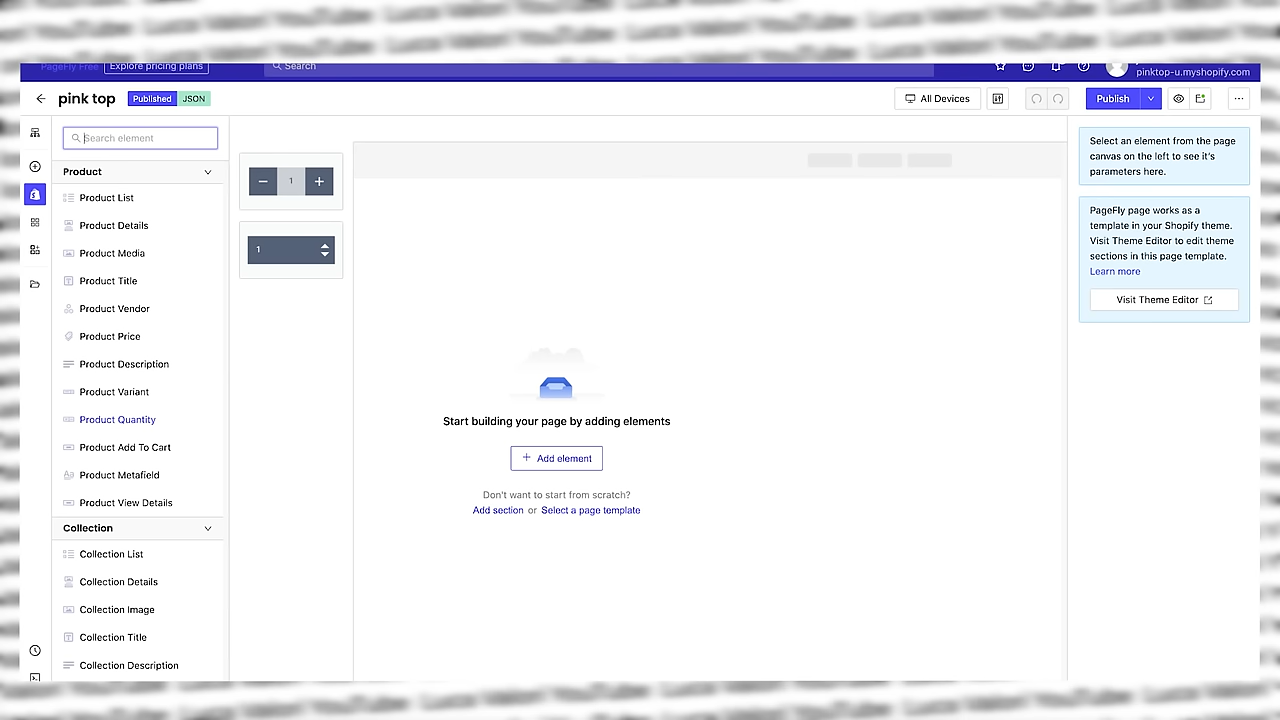 PageFly Free
Explore pricing plans
Search
pinktop-u.myshopify.com
pink top
Published
JSON
All Devices
Publish
Search element
Product
Product List
Product Details
Product Media
Product Title
Product Vendor
Product Price
Product Description
Product Variant
Product Quantity
Product Add To Cart
Product Metafield
Product View Details
Collection
Collection List
Collection Details
Collection Image
Collection Title
Collection Description
1
1
Start building your page by adding elements
Add element
Don't want to start from scratch?
Add section or Select a page template
Select an element from the page
canvas on the left to see it's
parameters here.
PageFly page works as a
template in your Shopify theme.
Visit Theme Editor to edit theme
sections in this page template.
Learn more
Visit Theme Editor